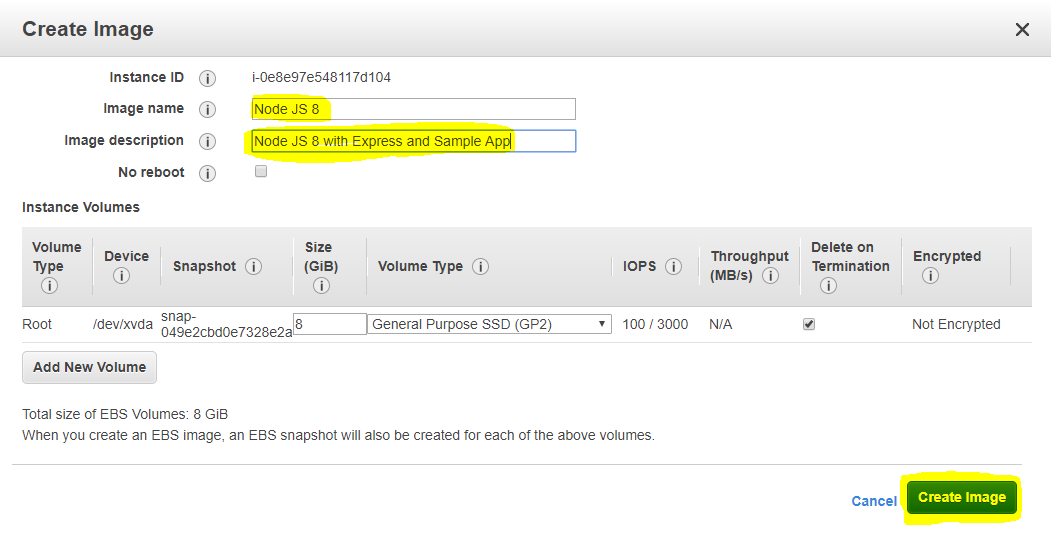 Create Image
Instance ID i-0e8e97e548117d104
Image name Node JS 8
Image description Node JS 8 with Express and Sample App
No reboot
Instance Volumes
Volume Type Device Snapshot Size (GiB) Volume Type IOPS Throughput (MB/s) Delete on Termination Encrypted
Root /dev/xvda snap-049e2cbd0e7328e2a 8 General Purpose SSD (GP2) 100 / 3000 N/A Not Encrypted
Add New Volume
Total size of EBS Volumes: 8 GiB
When you create an EBS image, an EBS snapshot will also be created for each of the above volumes.
Cancel Create Image